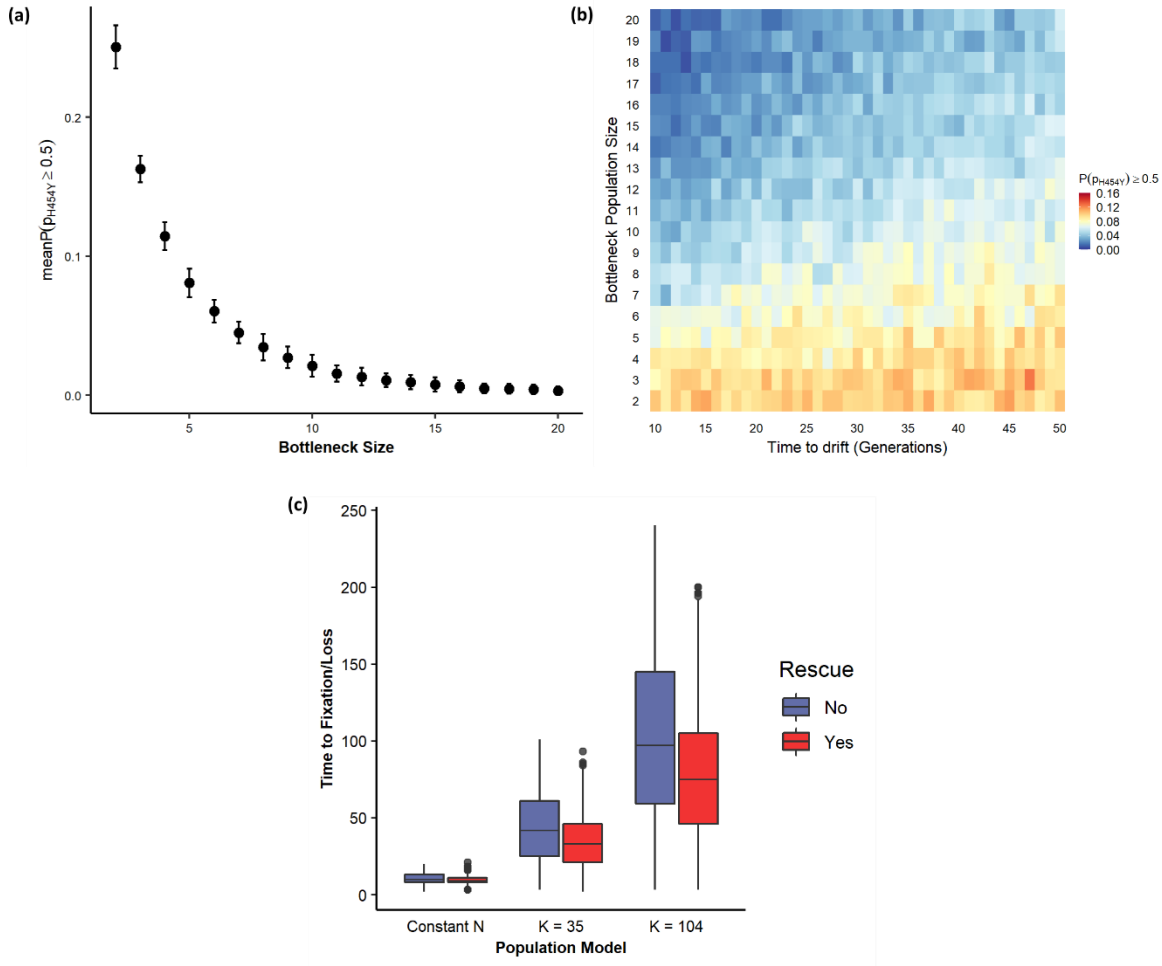 (a)
0.2
0.1
0.0
meanP(pH454Y ≥ 0.5)
5
10
15
20
Bottleneck Size
(b)
20
19
18
17
16
15
14
13
12
11
10
9
8
7
6
5
4
3
2
Bottleneck Population Size
10
15
20
25
30
35
40
45
50
Time to drift (Generations)
P(pH454Y) ≥ 0.5
0.16
0.12
0.08
0.04
0.00
(c)
250
200
150
100
50
0
Time to Fixation/Loss
Constant N
K = 35
K = 104
Population Model
Rescue
No
Yes